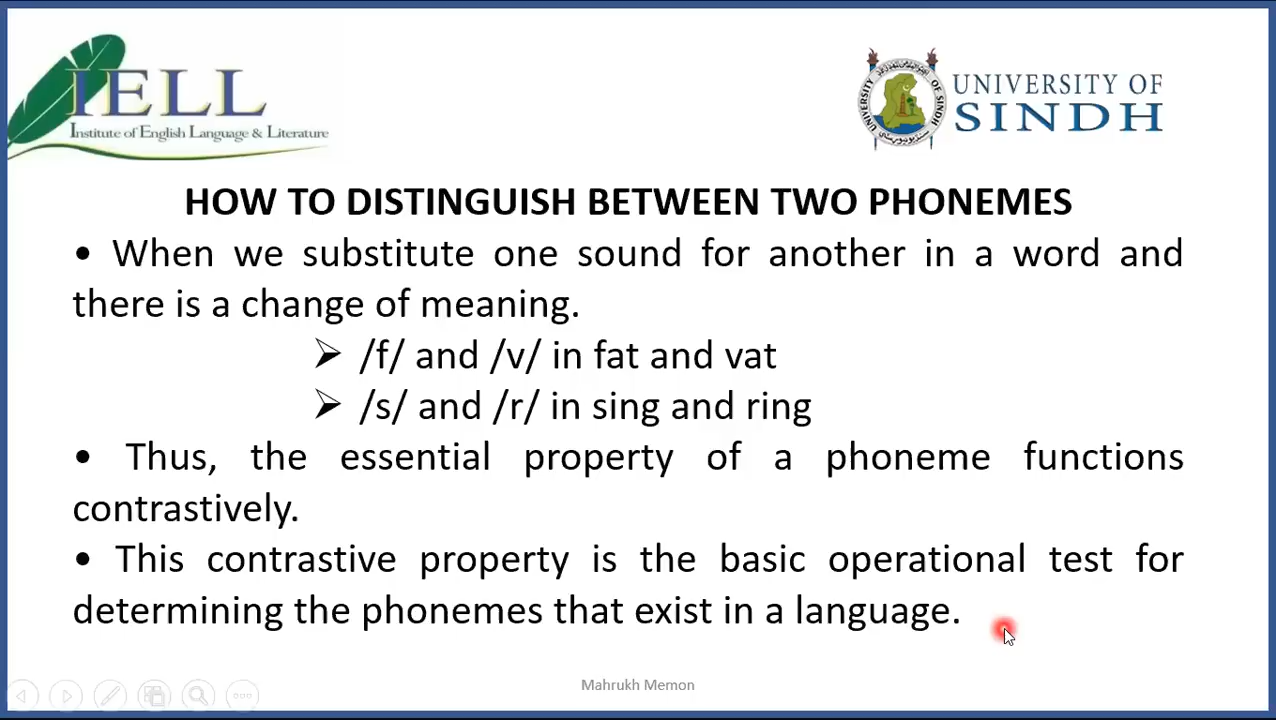 IELL
Institute of English Language & Literature
UNIVERSITY OF
SINDH
HOW TO DISTINGUISH BETWEEN TWO PHONEMES
• When we substitute one sound for another in a word and
there is a change of meaning.
➢ /f/ and /v/ in fat and vat
➢ /s/ and /r/ in sing and ring
• Thus, the essential property of a phoneme functions
contrastively.
• This contrastive property is the basic operational test for
determining the phonemes that exist in a language.
Mahrukh Memon